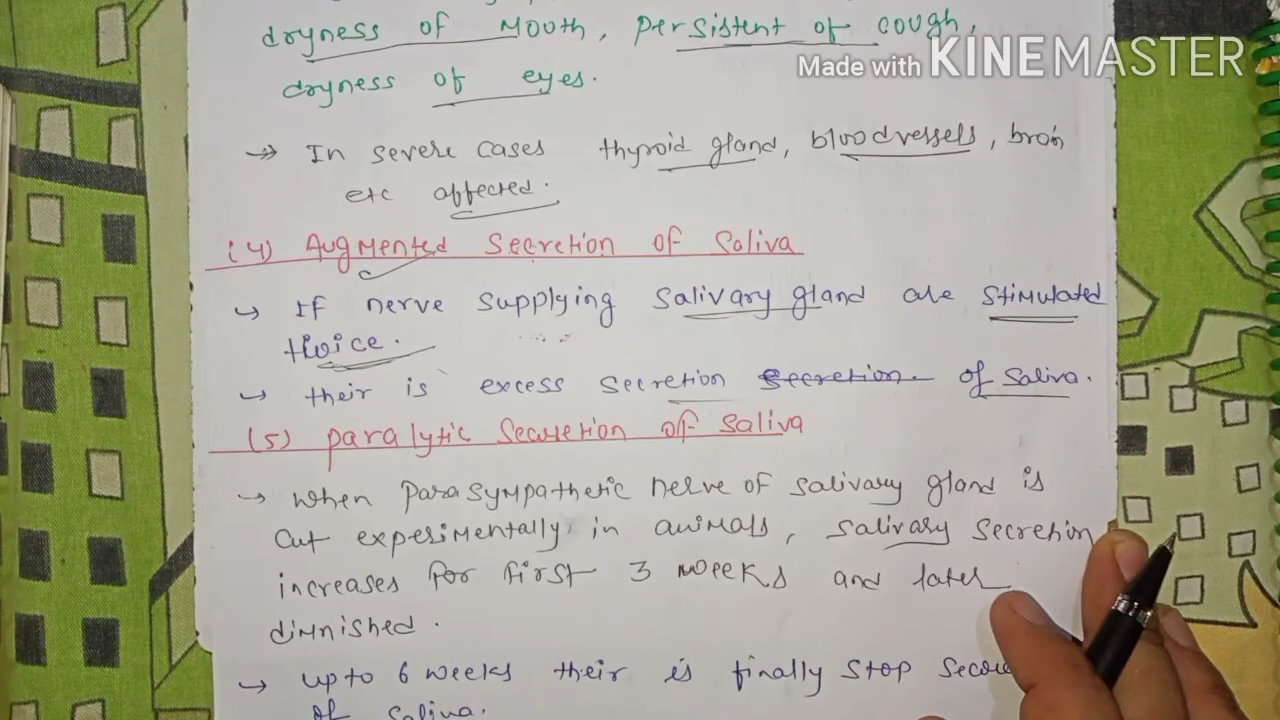 dryness of Mouth, persistent of cough,
Made with KINEMASTER
dryness of eyes.
→ In severe cases thyroid gland, bloodvessels, brain
etc affected.
(4) Augmented Secretion of Saliva
→ If nerve supplying salivary gland are stimulated
twice.
→ their is excess secretion secretion of saliva.
(5) paralytic Secretion of Saliva
→ When parasympathetic nerve of salivary gland is
cut experimentally in animals, salivary secretion
increases for first 3 weeks and later
diminished.
→ upto 6 weeks their is finally stop
of saliva.